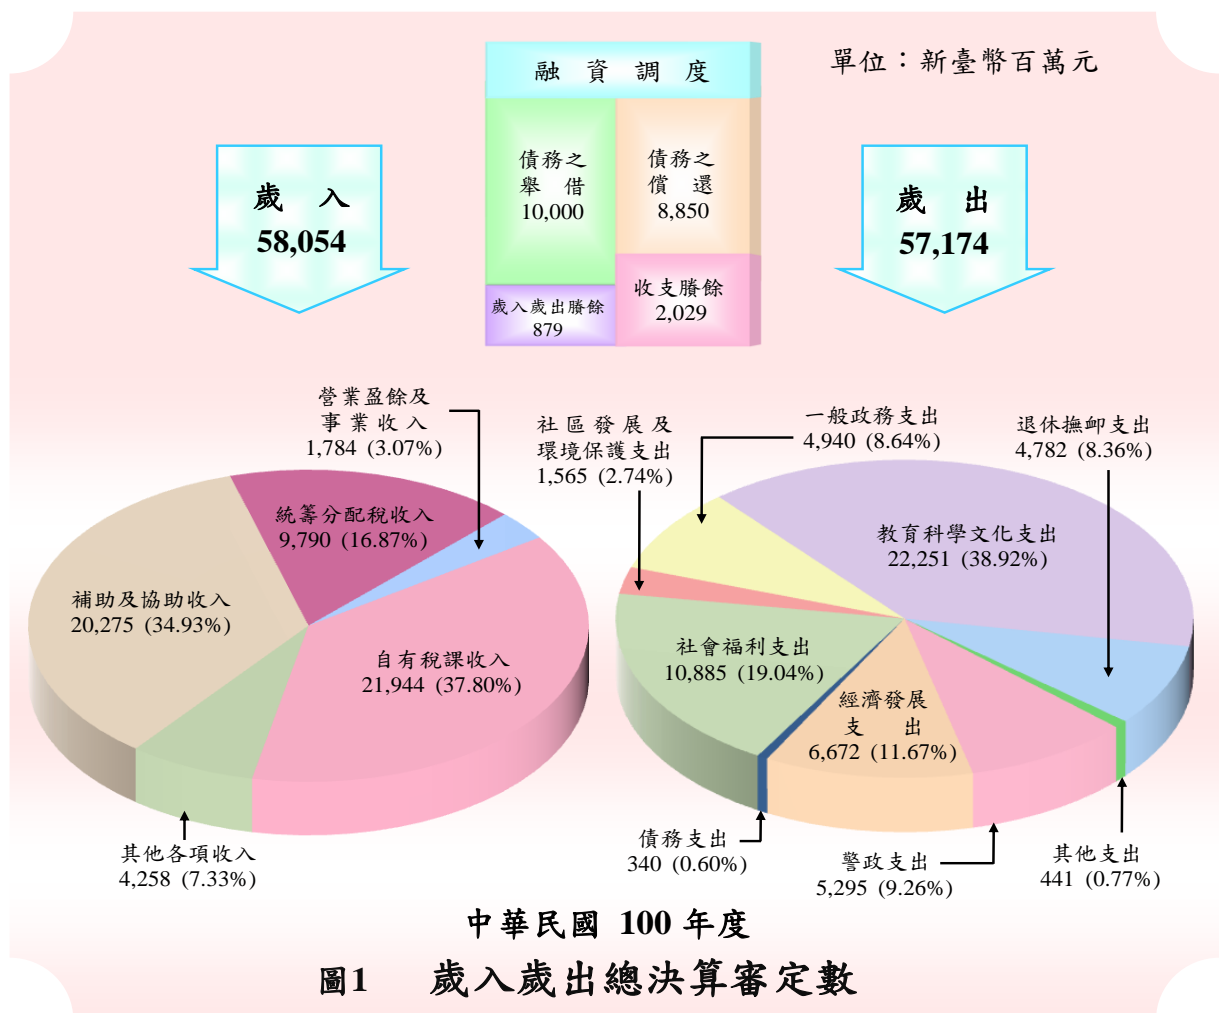 單位：新臺幣百萬元
融資調度
債務之
舉借
10,000
債務之
償還
8,850
歲入歲出賸餘
879
收支賸餘
2,029
歲入
58,054
歲出
57,174
營業盈餘及
事業收入
1,784 (3.07%)
統籌分配稅收入
9,790 (16.87%)
補助及協助收入
20,275 (34.93%)
自有稅課收入
21,944 (37.80%)
其他各項收入
4,258 (7.33%)
社區發展及
環境保護支出
1,565 (2.74%)
一般政務支出
4,940 (8.64%)
退休撫卹支出
4,782 (8.36%)
教育科學文化支出
22,251 (38.92%)
社會福利支出
10,885 (19.04%)
經濟發展
支出
6,672 (11.67%)
債務支出
340 (0.60%)
警政支出
5,295 (9.26%)
其他支出
441 (0.77%)
中華民國 100 年度
圖1 歲入歲出總決算審定數